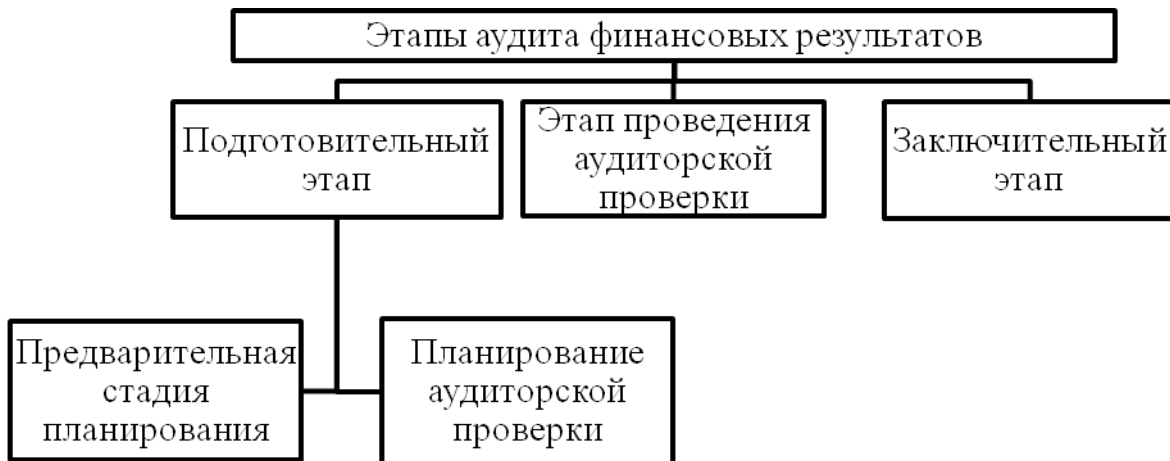 Этапы аудита финансовых результатов
Подготовительный
этап
Этап проведения
аудиторской
проверки
Заключительный
этап
Предварительная
стадия
планирования
Планирование
аудиторской
проверки